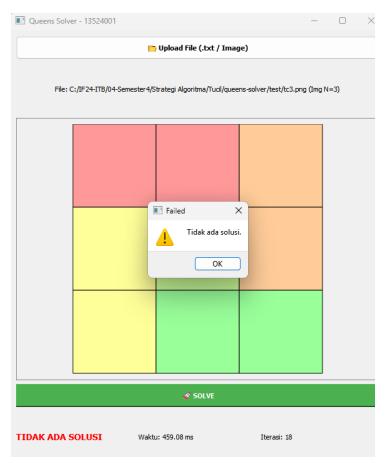 Queens Solver - 13524001
Upload File (.txt / Image)
File: C:/IF24-ITB/04-Semester4/Strategi Algoritma/Tucil/queens-solver/test/tc3.png (Img N=3)
Failed
Tidak ada solusi.
OK
SOLVE
TIDAK ADA SOLUSI Waktu: 459.08 ms Iterasi: 18